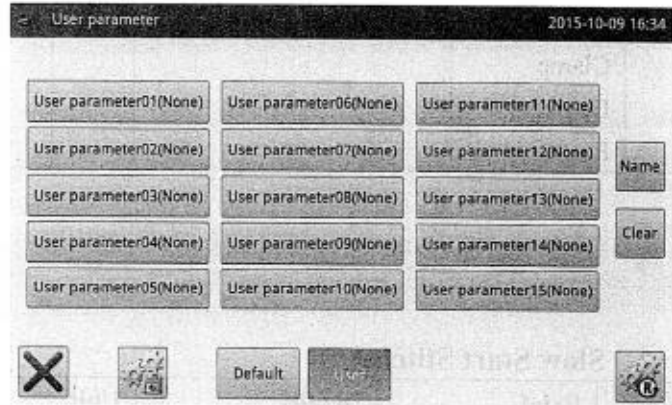 User parameter 2015-10-09 16:34
User parameter01(None) User parameter06(None) User parameter11(None)
User parameter02(None) User parameter07(None) User parameter12(None)
Name
User parameter03(None) User parameter08(None) User parameter13(None)
User parameter04(None) User parameter09(None) User parameter14(None)
Clear
User parameter05(None) User parameter10(None) User parameter15(None)
Default
R